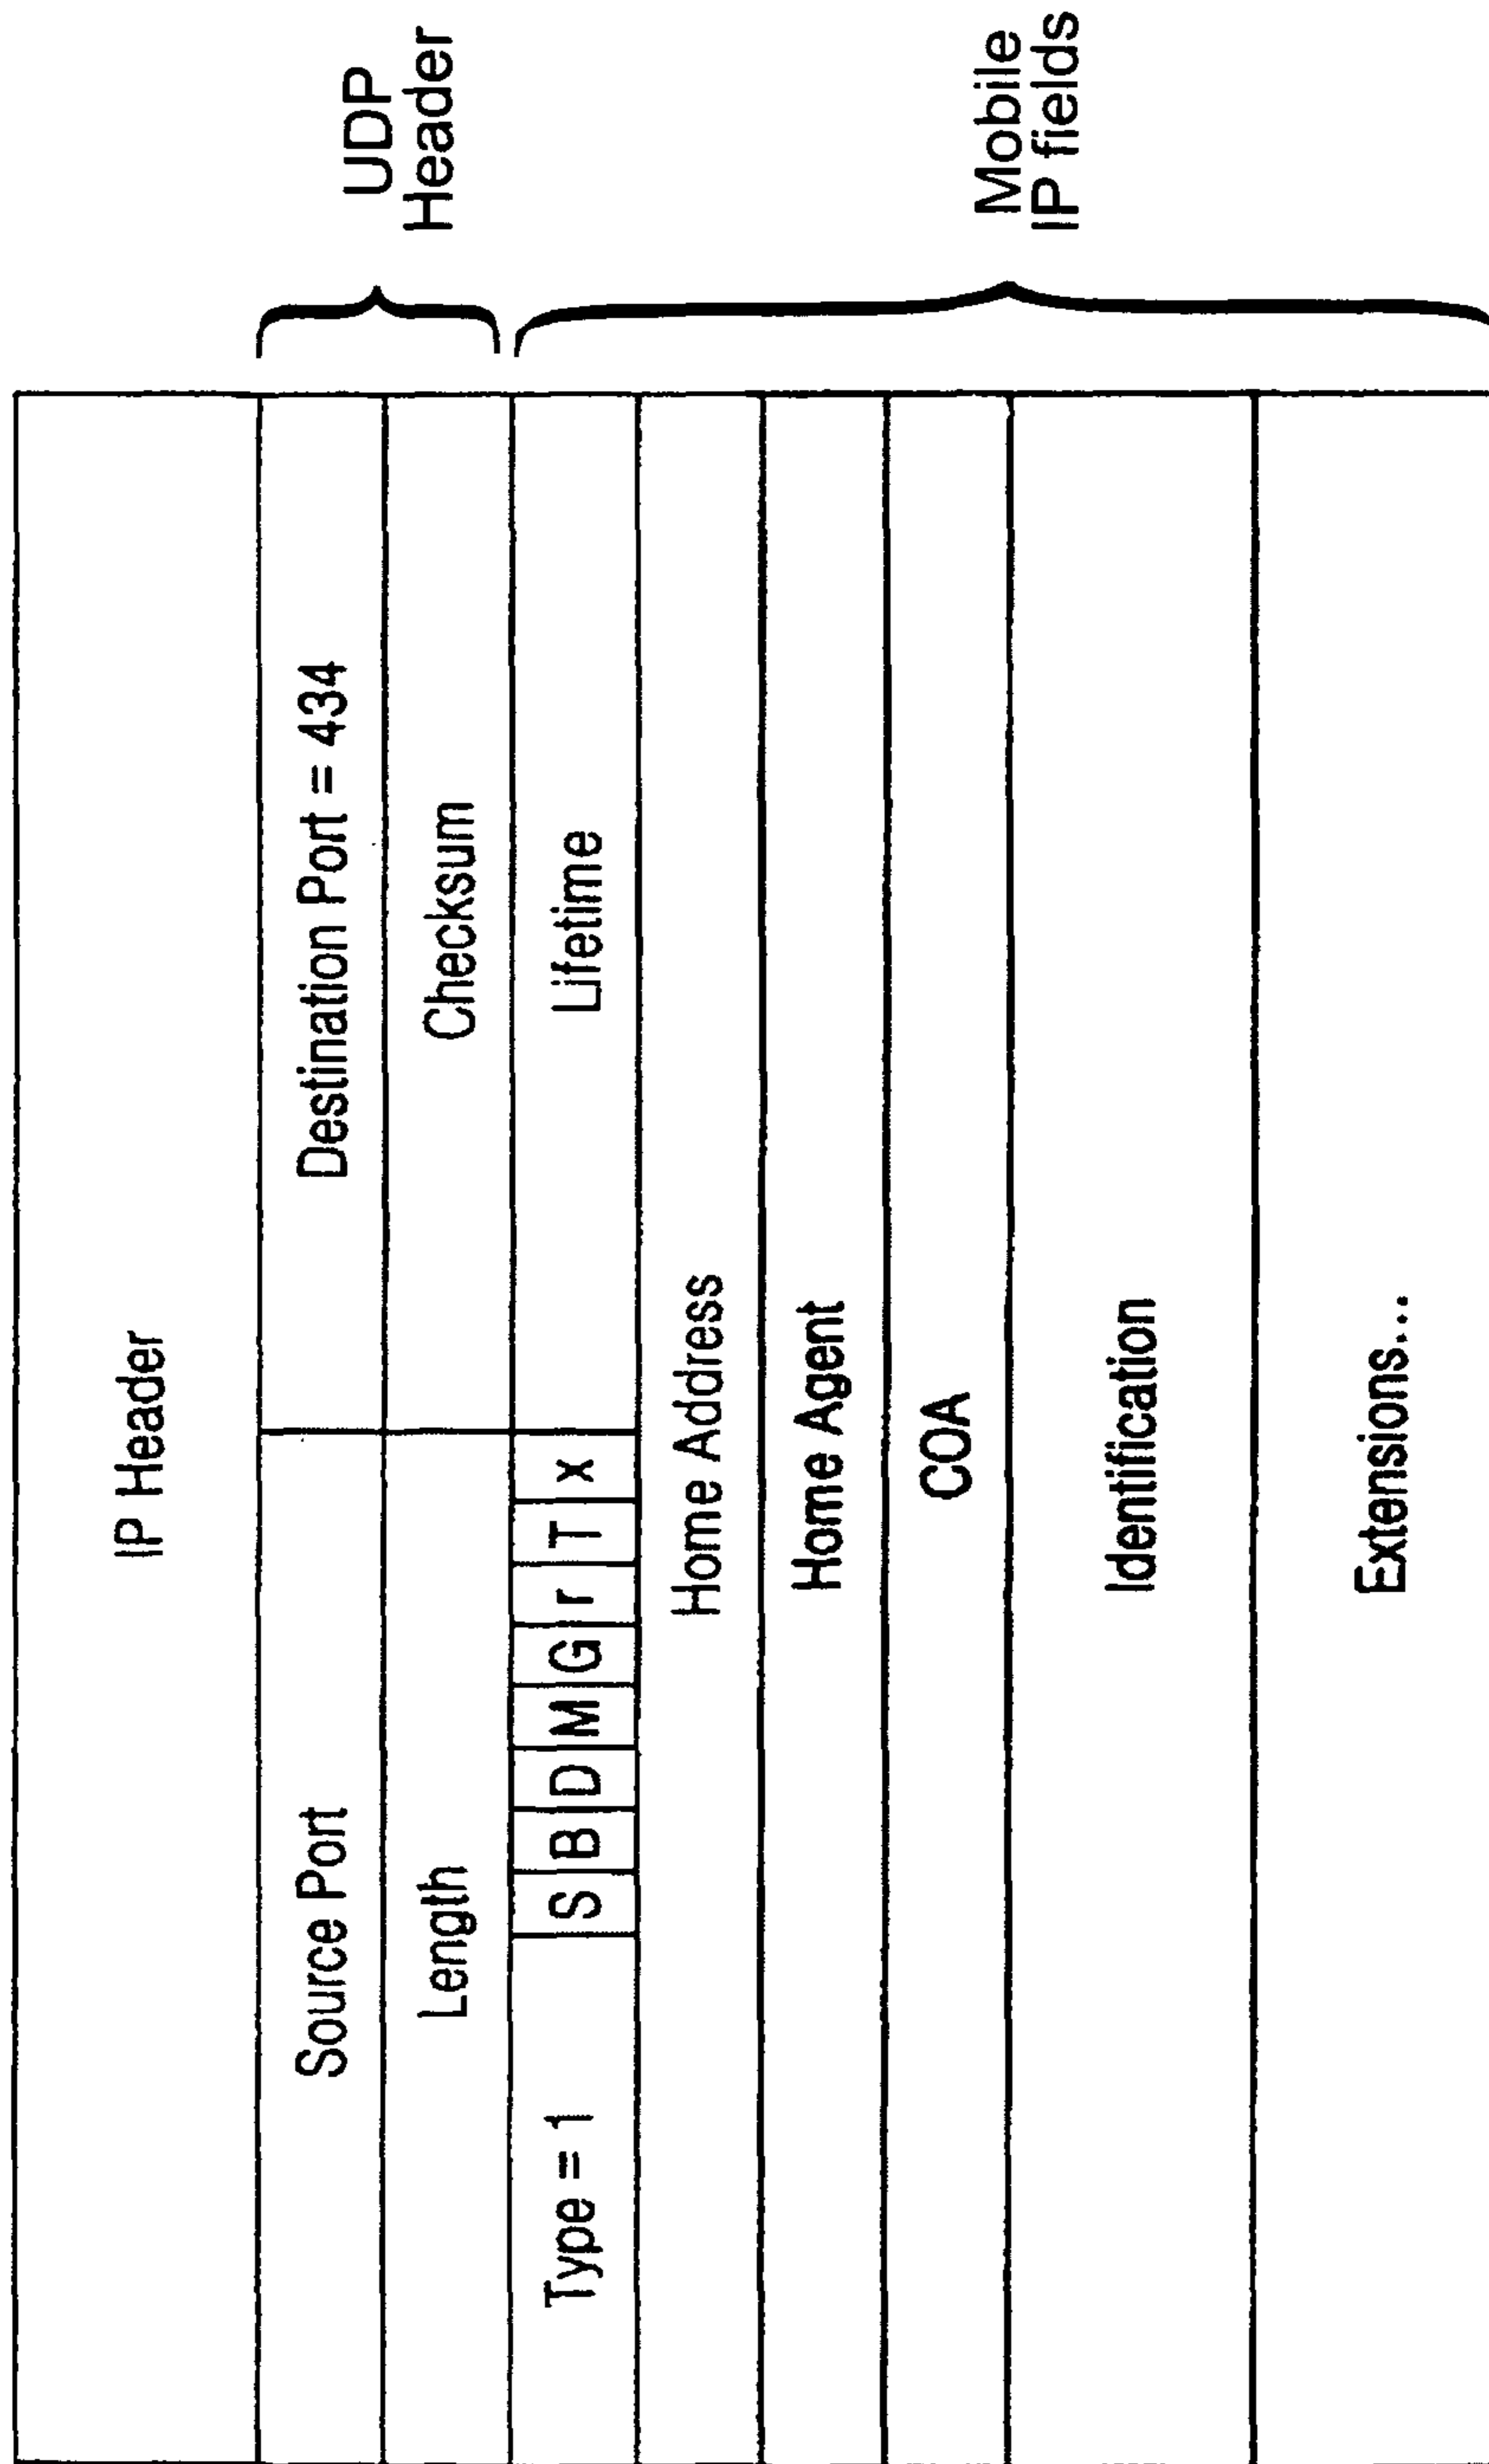 IP Header
Source Port
Destination Port = 434
UDP
Header
Length
Checksum
Type = 1
S
B
D
M
G
r
T
x
Lifetime
Home Address
Home Agent
COA
Identification
Extensions...
Mobile
IP fields